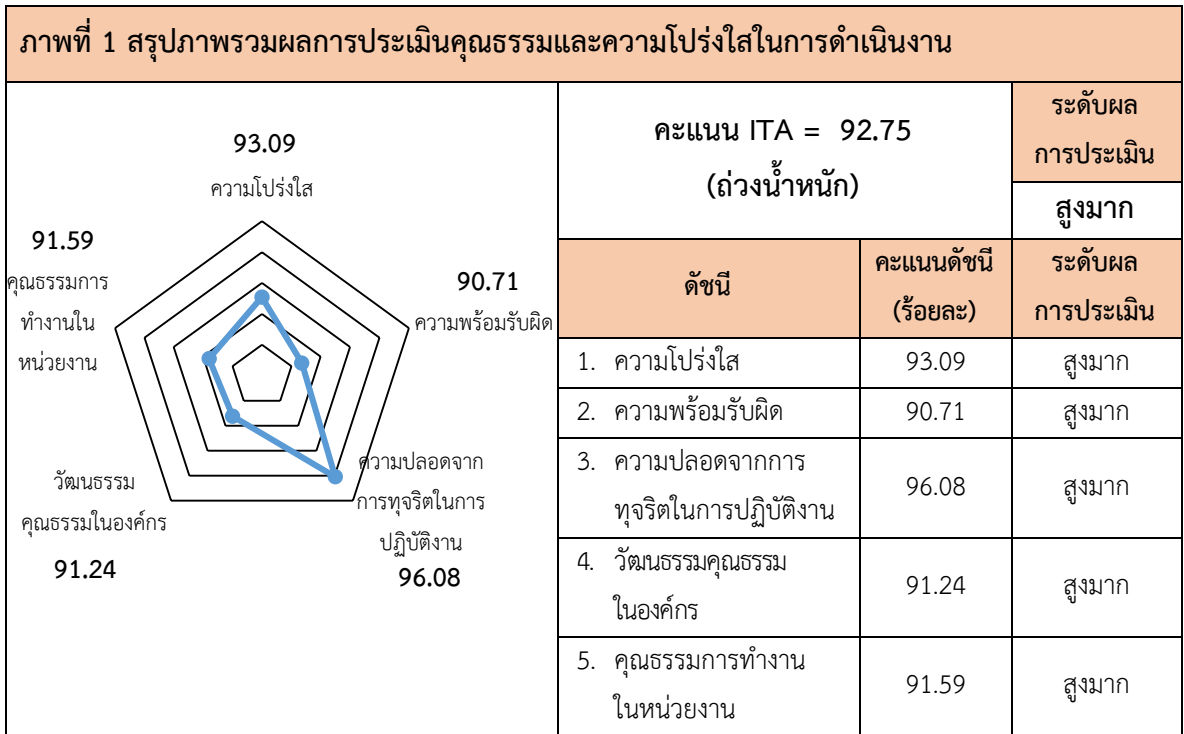 ภาพที่ 1 สรุปภาพรวมผลการประเมินคุณธรรมและความโปร่งใสในการดำเนินงาน
93.09
ความโปร่งใส
91.59
คุณธรรมการ
ทำงานใน
หน่วยงาน
90.71
ความพร้อมรับผิด
วัฒนธรรม
คุณธรรมในองค์กร
91.24
ความปลอดจาก
การทุจริตในการ
ปฏิบัติงาน
96.08
คะแนน ITA = 92.75
(ถ่วงน้ำหนัก)
ระดับผล
การประเมิน
สูงมาก
ดัชนี
คะแนนดัชนี
(ร้อยละ)
ระดับผล
การประเมิน
1. ความโปร่งใส 93.09 สูงมาก
2. ความพร้อมรับผิด 90.71 สูงมาก
3. ความปลอดจากการ
ทุจริตในการปฏิบัติงาน
96.08 สูงมาก
4. วัฒนธรรมคุณธรรม
ในองค์กร
91.24 สูงมาก
5. คุณธรรมการทำงาน
ในหน่วยงาน
91.59 สูงมาก